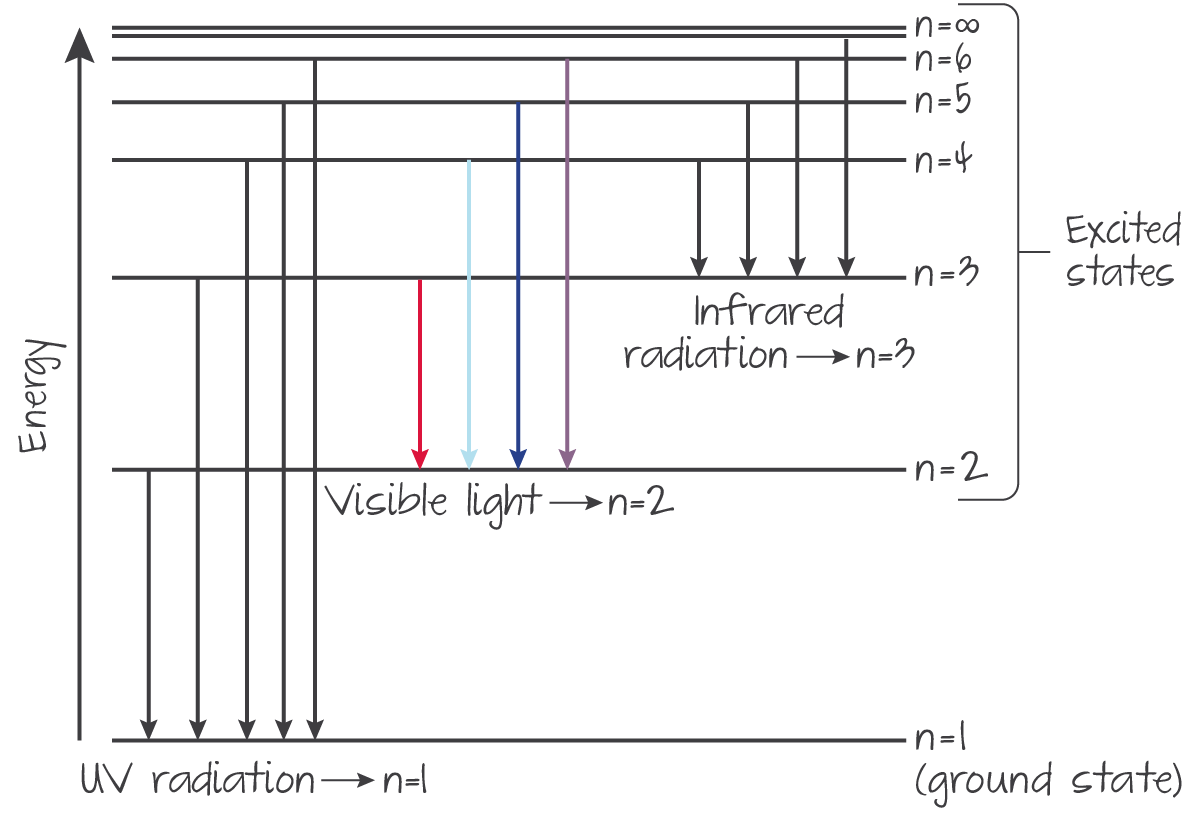 n=∞
n=6
n=5
n=4
Excited
states
n=3
Infrared
radiation → n=3
Energy
n=2
Visible light → n=2
n=1
(ground state)
UV radiation → n=1